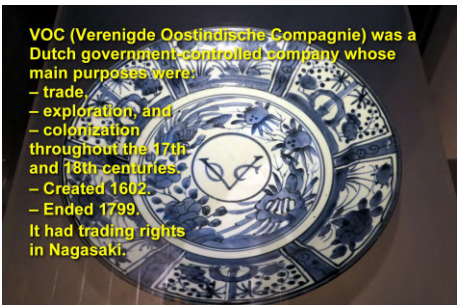 VOC (Verenigde Oostindische Compagnie) was a
Dutch government-controlled company whose
main purposes were:
– trade,
– exploration, and
– colonization
throughout the 17th
and 18th centuries.
– Created 1602.
– Ended 1799.
It had trading rights
in Nagasaki.
VOC